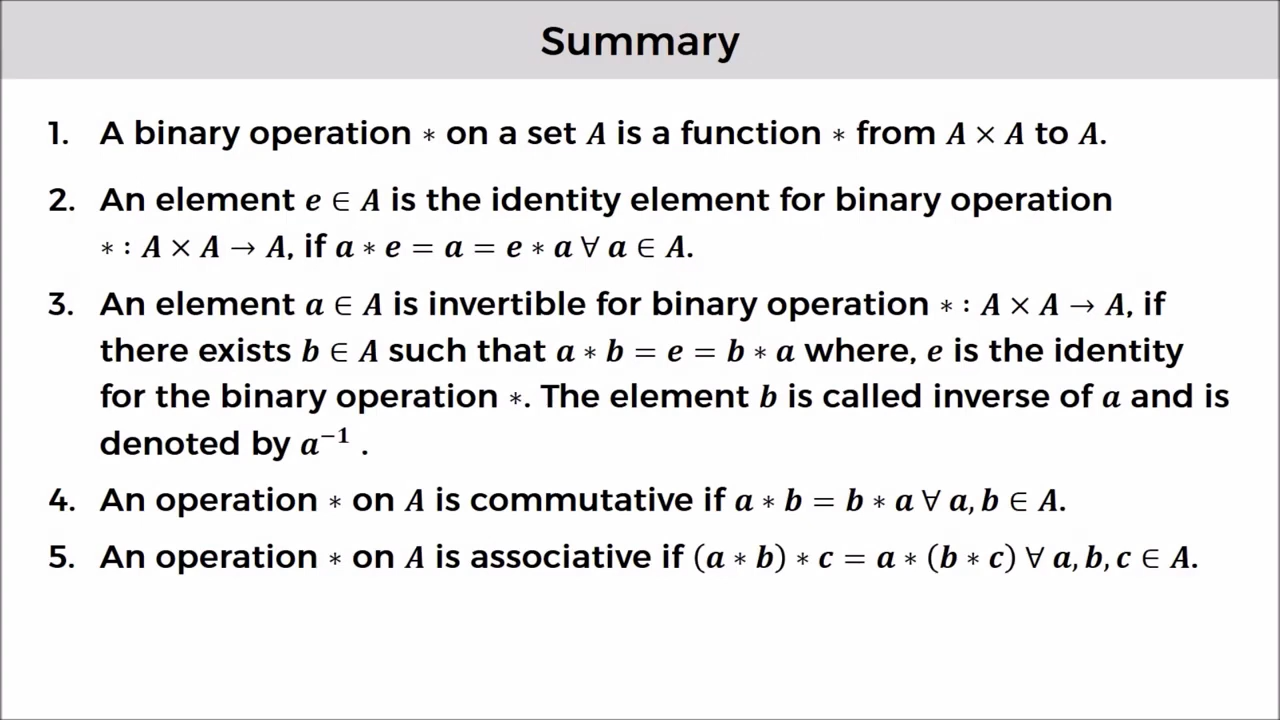 Summary
1. A binary operation ∗ on a set A is a function ∗ from A × A to A.
2. An element e ∈ A is the identity element for binary operation
∗ : A × A → A, if a ∗ e = a = e ∗ a ∀ a ∈ A.
3. An element a ∈ A is invertible for binary operation ∗ : A × A → A, if
there exists b ∈ A such that a ∗ b = e = b ∗ a where, e is the identity
for the binary operation ∗. The element b is called inverse of a and is
denoted by a⁻¹ .
4. An operation ∗ on A is commutative if a ∗ b = b ∗ a ∀ a, b ∈ A.
5. An operation ∗ on A is associative if (a ∗ b) ∗ c = a ∗ (b ∗ c) ∀ a, b, c ∈ A.